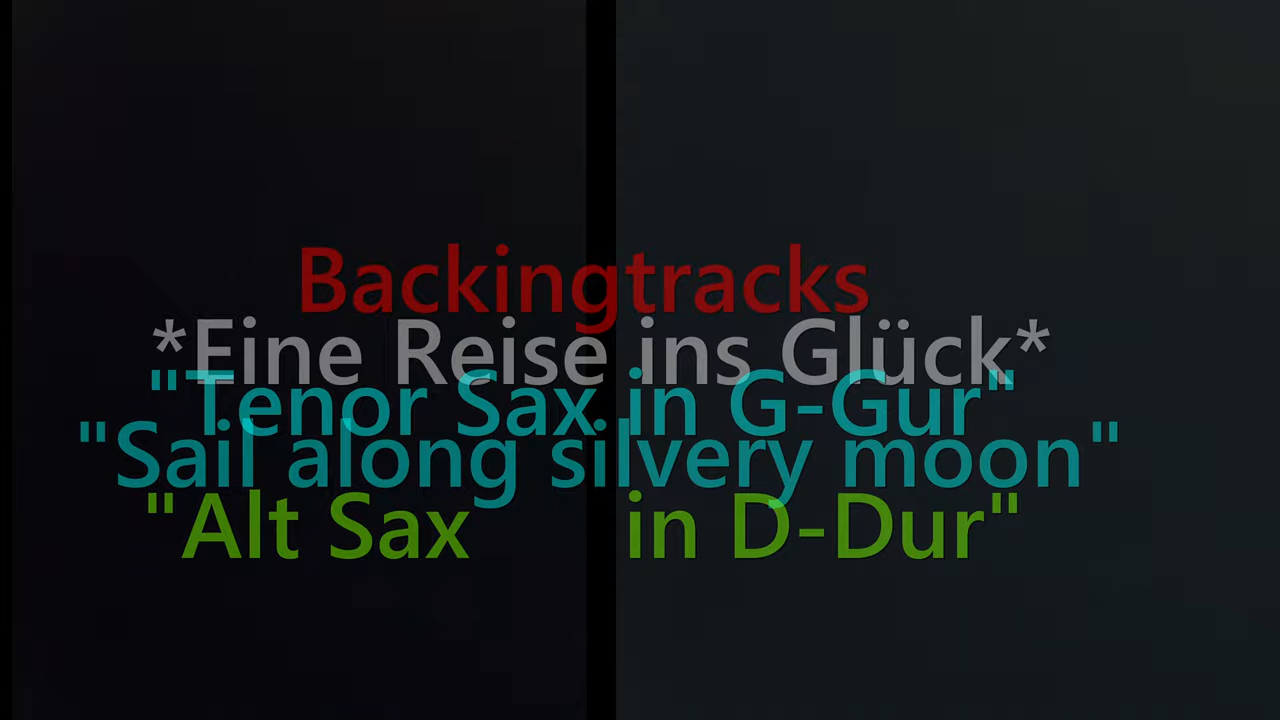 Backingtracks
*Eine Reise ins Glück*
"Tenor Sax in G-Gur"
"Sail along silvery moon"
"Alt Sax in D-Dur"